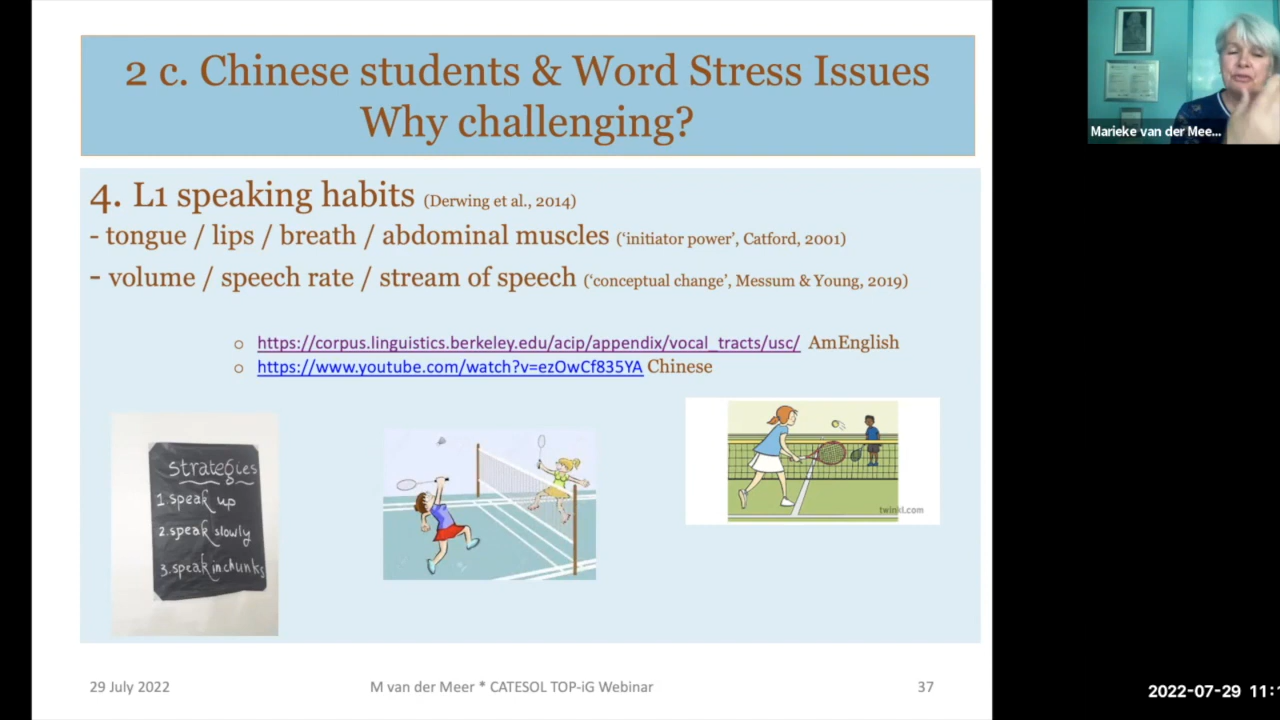 2 c. Chinese students & Word Stress Issues
Why challenging?
4. L1 speaking habits (Derwing et al., 2014)
- tongue / lips / breath / abdominal muscles ('initiator power', Catford, 2001)
- volume / speech rate / stream of speech ('conceptual change', Messum & Young, 2019)
○ https://corpus.linguistics.berkeley.edu/acip/appendix/vocal_tracts/usc/ AmEnglish
○ https://www.youtube.com/watch?v=ezOwCf835YA Chinese
strategies
1. speak up
2. speak slowly
3. speak in chunks
twinkl.com
29 July 2022
M van der Meer * CATESOL TOP-iG Webinar
37
Marieke van der Mee...
2022-07-29 11:1